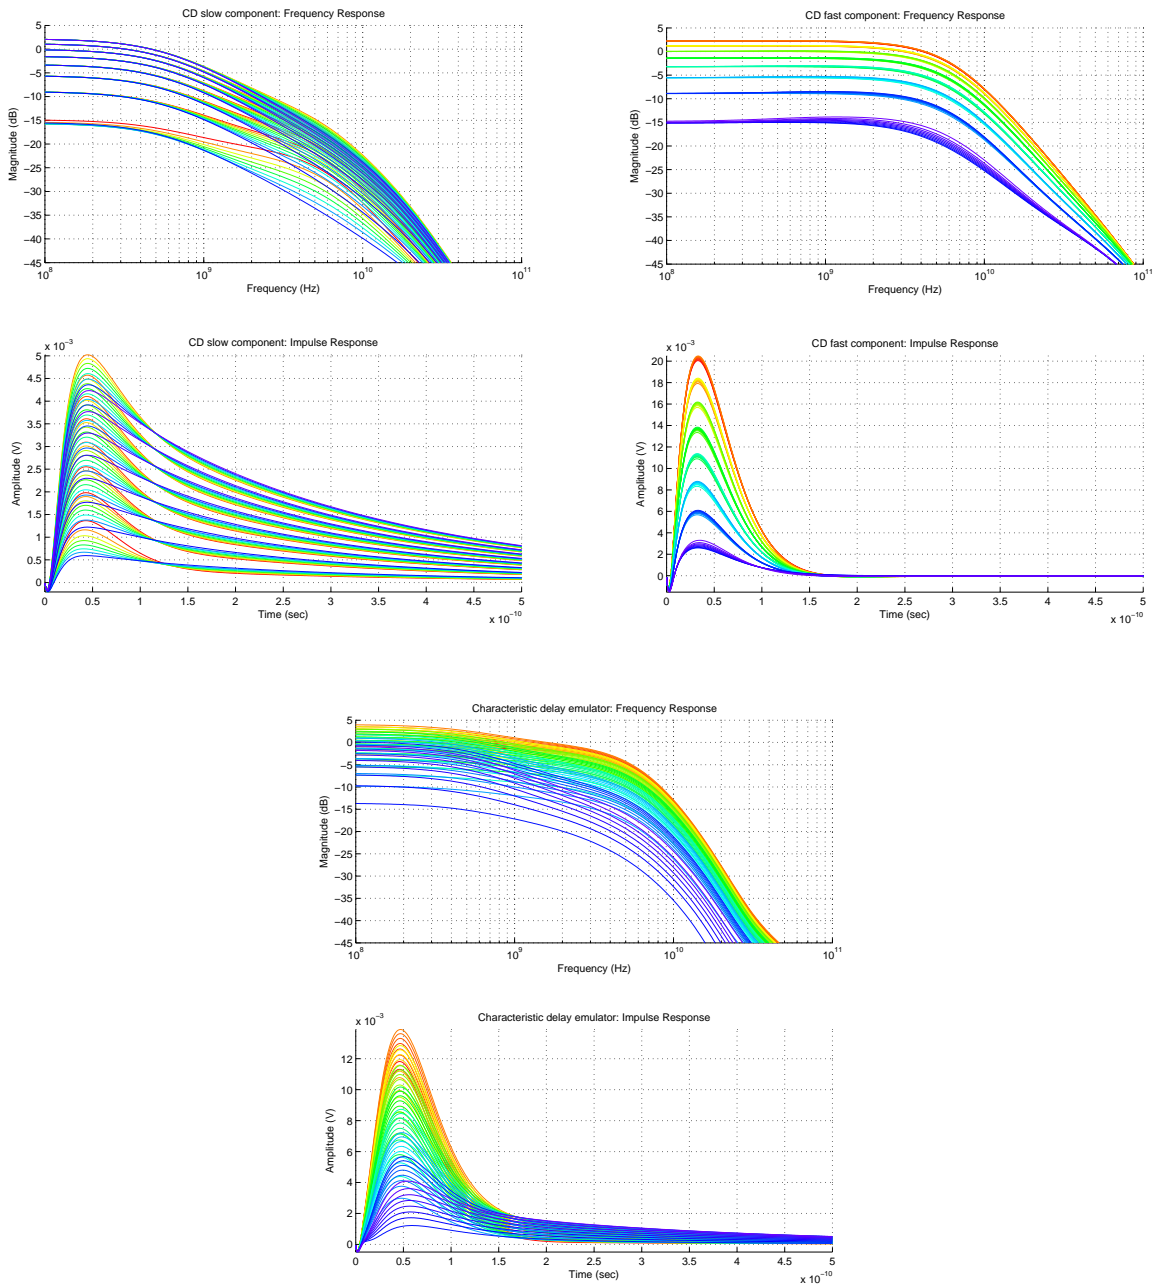 CD slow component: Frequency Response
5
0
−5
−10
−15
−20
−25
−30
−35
−40
−45
Magnitude (dB)
10^8
10^9
10^10
10^11
Frequency (Hz)
CD fast component: Frequency Response
5
0
−5
−10
−15
−20
−25
−30
−35
−40
−45
Magnitude (dB)
10^8
10^9
10^10
10^11
Frequency (Hz)
CD slow component: Impulse Response
x 10^−3
5
4.5
4
3.5
3
2.5
2
1.5
1
0.5
0
Amplitude (V)
0 0.5 1 1.5 2 2.5 3 3.5 4 4.5 5
Time (sec)
x 10^−10
CD fast component: Impulse Response
x 10^−3
20
18
16
14
12
10
8
6
4
2
0
Amplitude (V)
0 0.5 1 1.5 2 2.5 3 3.5 4 4.5 5
Time (sec)
x 10^−10
Characteristic delay emulator: Frequency Response
5
0
−5
−10
−15
−20
−25
−30
−35
−40
−45
Magnitude (dB)
10^8
10^9
10^10
10^11
Frequency (Hz)
Characteristic delay emulator: Impulse Response
x 10^−3
12
10
8
6
4
2
0
Amplitude (V)
0 0.5 1 1.5 2 2.5 3 3.5 4 4.5 5
Time (sec)
x 10^−10